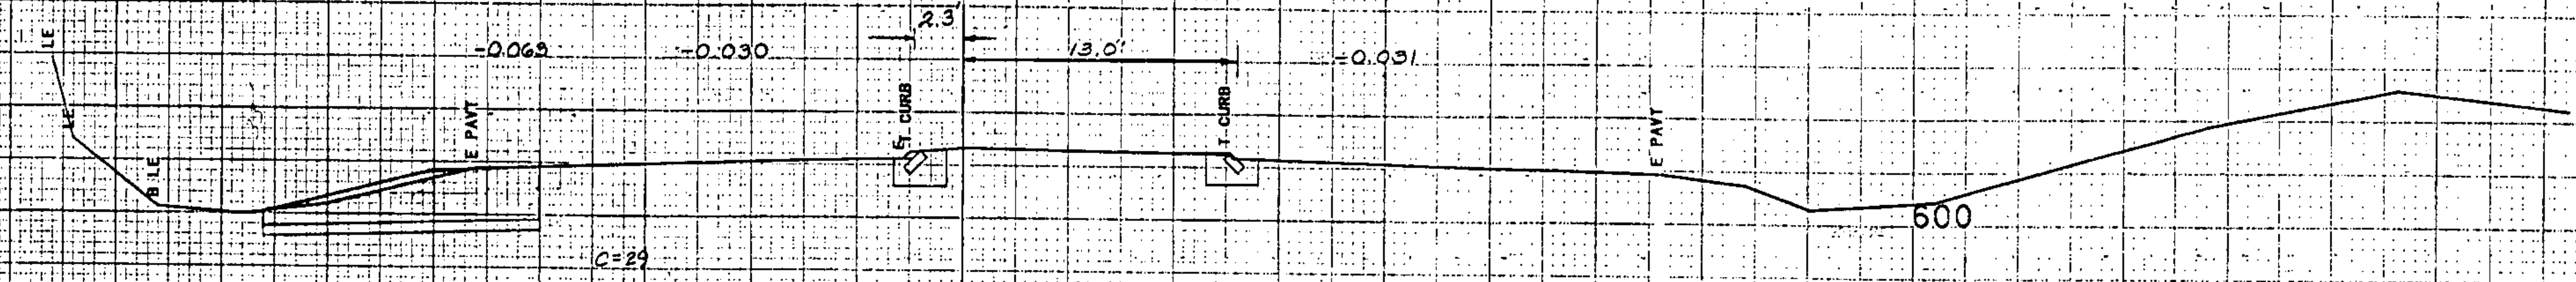 2.3'
LE
-0.069
-0.030
13.0'
-0.031
LE
E PAVT
E T CURB
T CURB
E PAVT
B LE
600
C=29